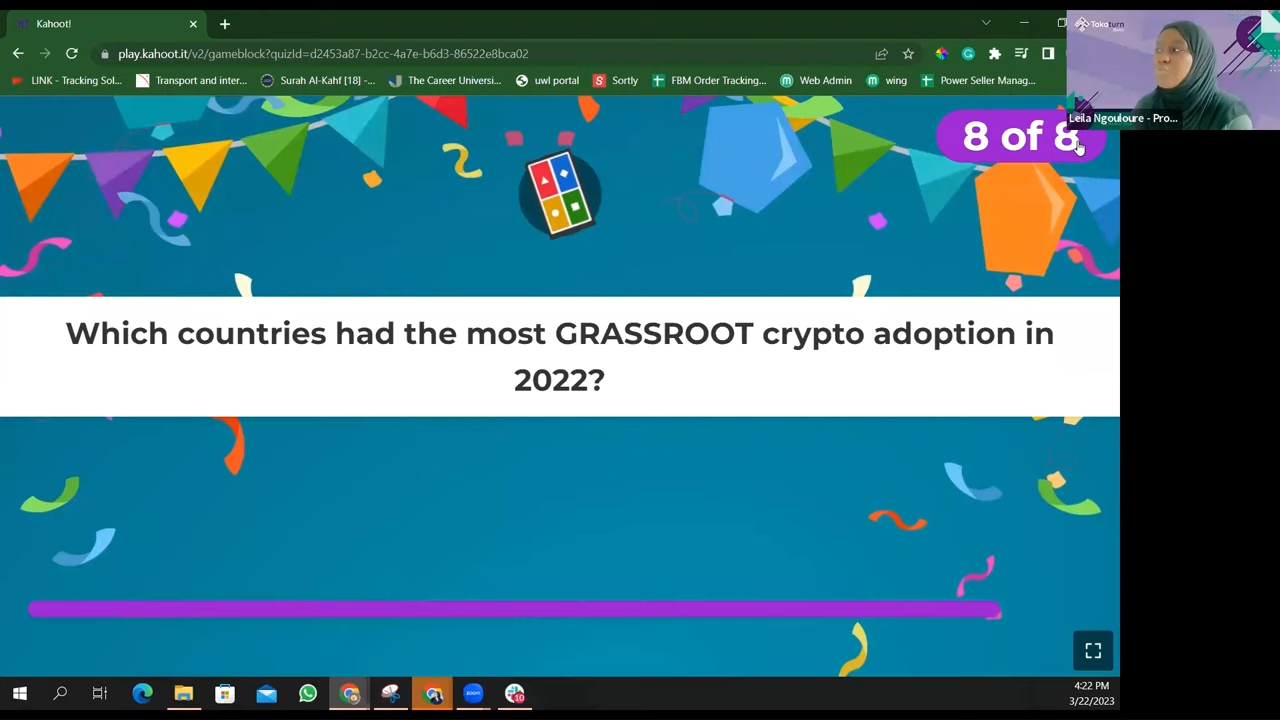 Kahoot!
play.kahoot.it/v2/gameblock?quizId=d2453a87-b2cc-4a7e-b6d3-86522e8bca02
LINK - Tracking Sol...
Transport and inter...
Surah Al-Kahf [18] -...
The Career Universi...
uwl portal
Sortly
FBM Order Tracking...
Web Admin
wing
Power Seller Manag...
Takaturn
Leila Ngouloure - Pro...
8 of 8
Which countries had the most GRASSROOT crypto adoption in
2022?
zoom
10
4:22 PM
3/22/2023